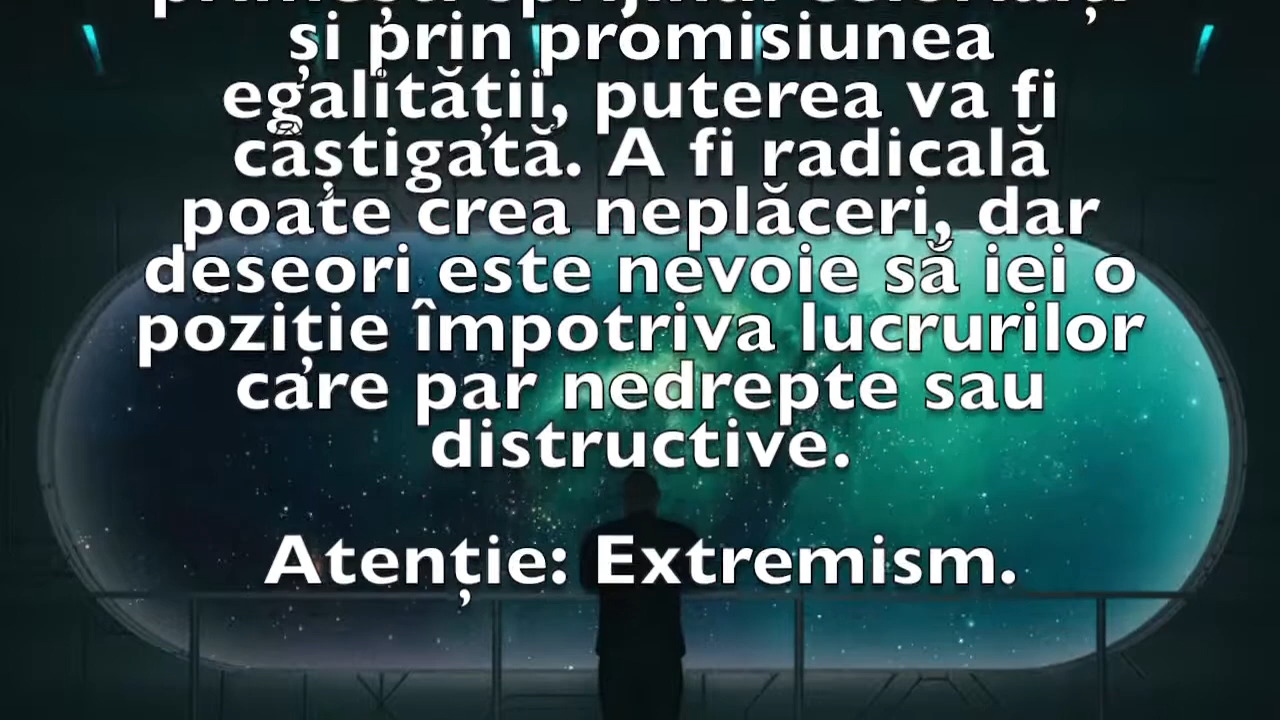 și prin promisiunea
egalității, puterea va fi
câștigată. A fi radicală
poate crea neplăceri, dar
deseori este nevoie să iei o
poziție împotriva lucrurilor
care par nedrepte sau
distructive.
Atenție: Extremism.